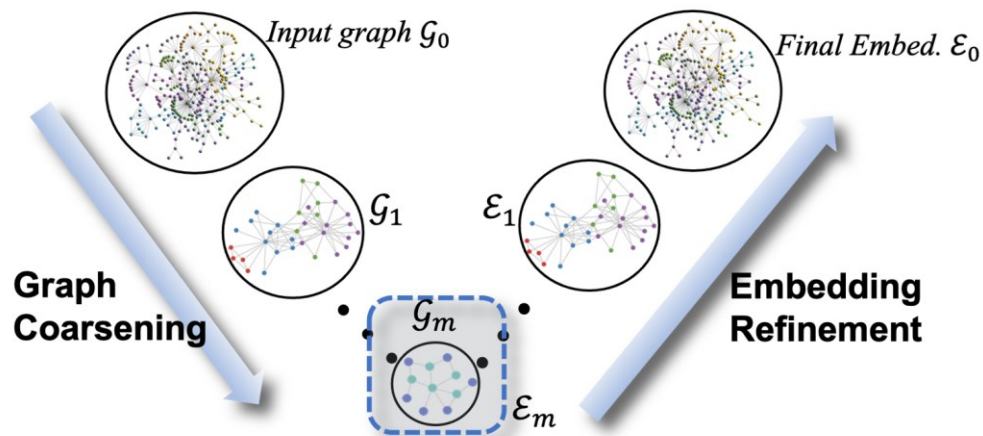 Input graph 𝒢0
Final Embed. ℰ0
𝒢1
ℰ1
Graph
Coarsening
Embedding
Refinement
𝒢m
ℰm